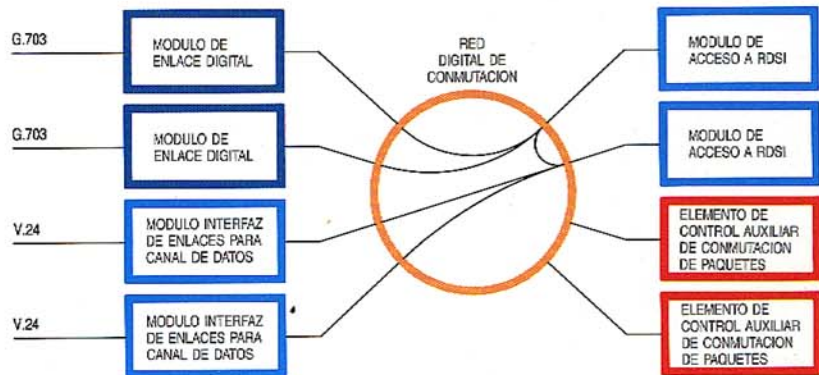 G.703
MODULO DE
ENLACE DIGITAL
G.703
MODULO DE
ENLACE DIGITAL
V.24
MODULO INTERFAZ
DE ENLACES PARA
CANAL DE DATOS
V.24
MODULO INTERFAZ
DE ENLACES PARA
CANAL DE DATOS
RED
DIGITAL DE
CONMUTACION
MODULO DE
ACCESO A RDSI
MODULO DE
ACCESO A RDSI
ELEMENTO DE
CONTROL AUXILIAR
DE CONMUTACION
DE PAQUETES
ELEMENTO DE
CONTROL AUXILIAR
DE CONMUTACION
DE PAQUETES